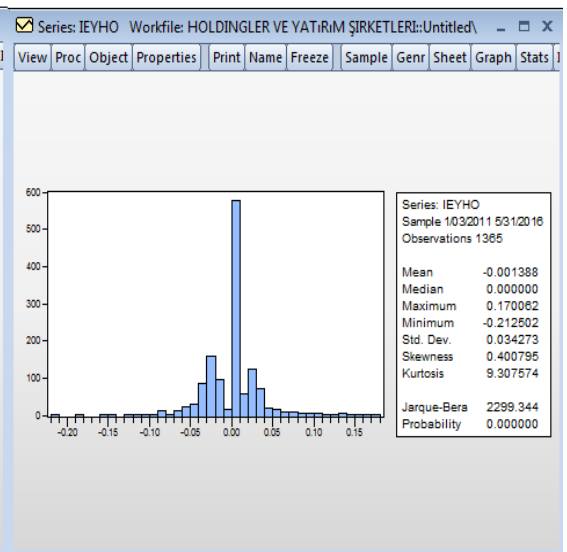 Series: IEYHO Workfile: HOLDINGLER VE YATıRıM ŞIRKETLERI::Untitled\
View Proc Object Properties Print Name Freeze Sample Genr Sheet Graph Stats I
600
500
400
300
200
100
0
-0.20 -0.15 -0.10 -0.05 0.00 0.05 0.10 0.15
Series: IEYHO
Sample 1/03/2011 5/31/2016
Observations 1365
Mean -0.001388
Median 0.000000
Maximum 0.170062
Minimum -0.212502
Std. Dev. 0.034273
Skewness 0.400795
Kurtosis 9.307574
Jarque-Bera 2299.344
Probability 0.000000